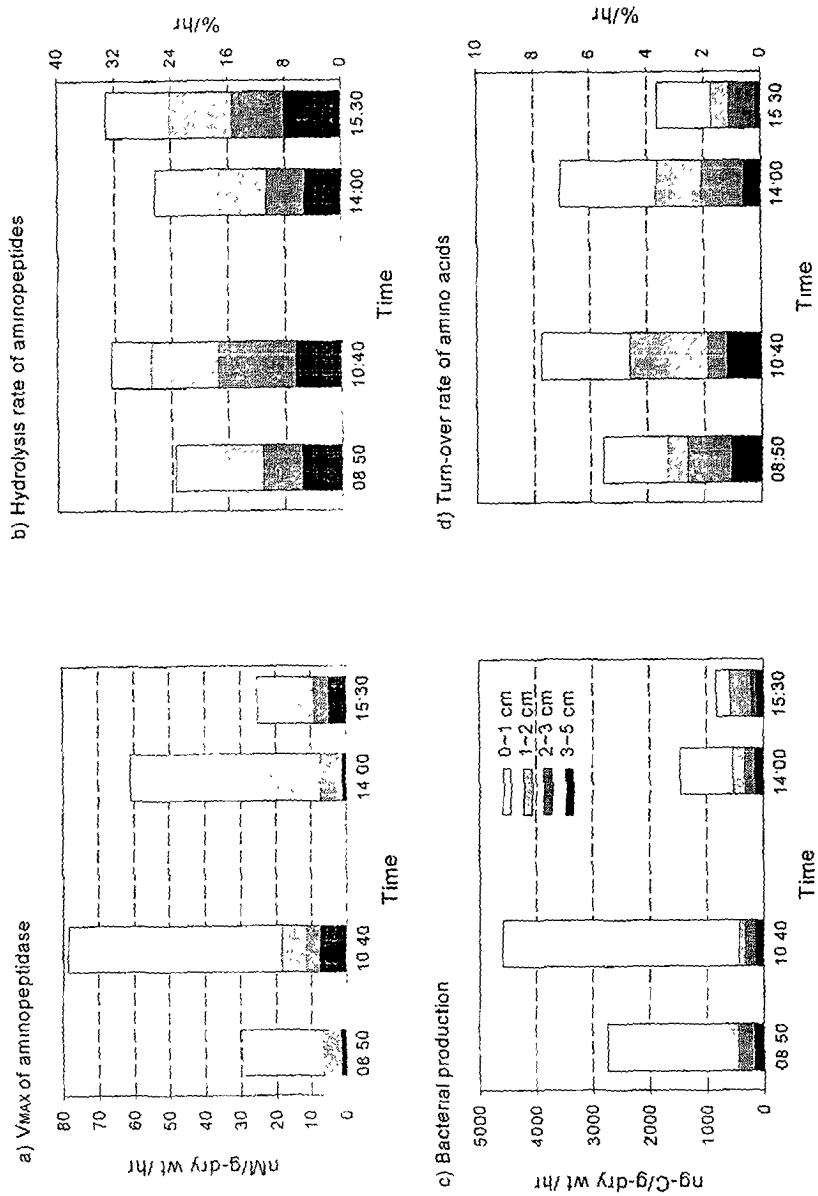 a) VMAX of aminopeptidase
nM/g-dry wt /hr
80
70
60
50
40
30
20
10
0
08 50 10 40 14 00 15:30
Time
b) Hydrolysis rate of aminopeptides
%/hr
40
32
24
16
8
0
08 50 10:40 14:00 15:30
Time
c) Bacterial production
ng-C/g-dry wt /hr
5000
4000
3000
2000
1000
0
0~1 cm
1~2 cm
2~3 cm
3~5 cm
08 50 10 40 14'00 15:30
Time
d) Turn-over rate of amino acids
%/hr
10
8
6
4
2
0
08:50 10:40 14'00 15 30
Time